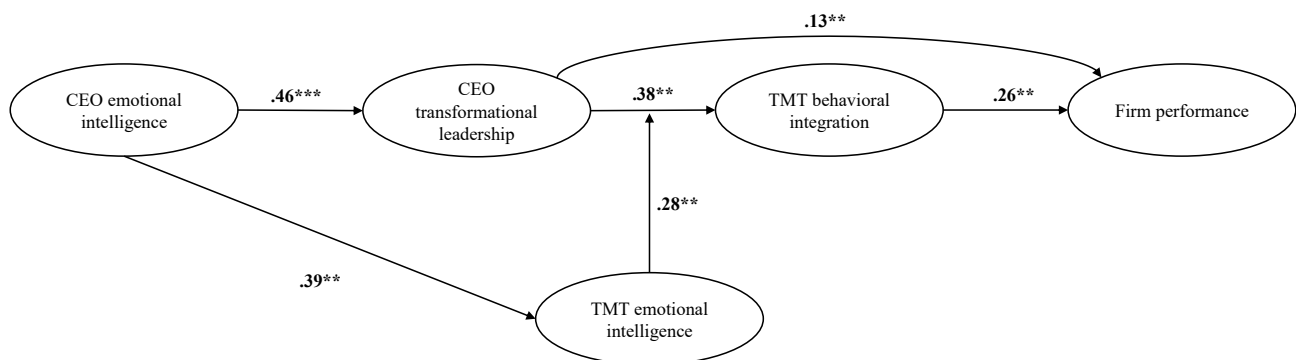 .13**
CEO emotional
intelligence
.46***
CEO
transformational
leadership
.38**
TMT behavioral
integration
.26**
Firm performance
.28**
.39**
TMT emotional
intelligence